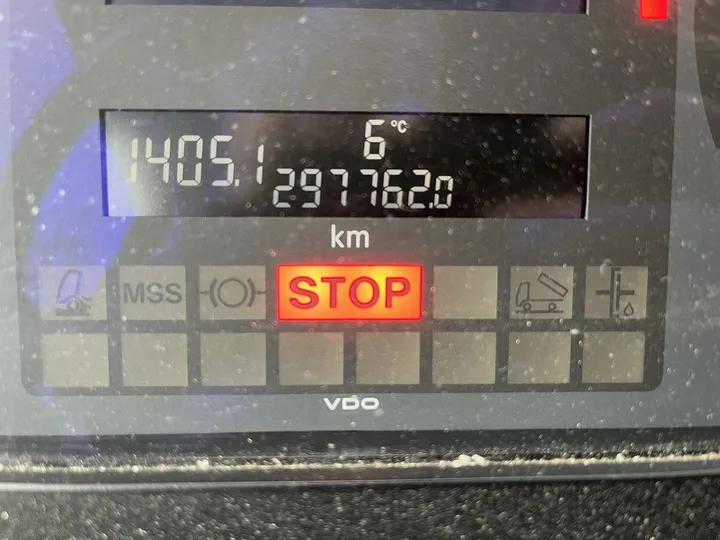 6 °C
1405.1
297762.0
km
MSS
STOP
VDO